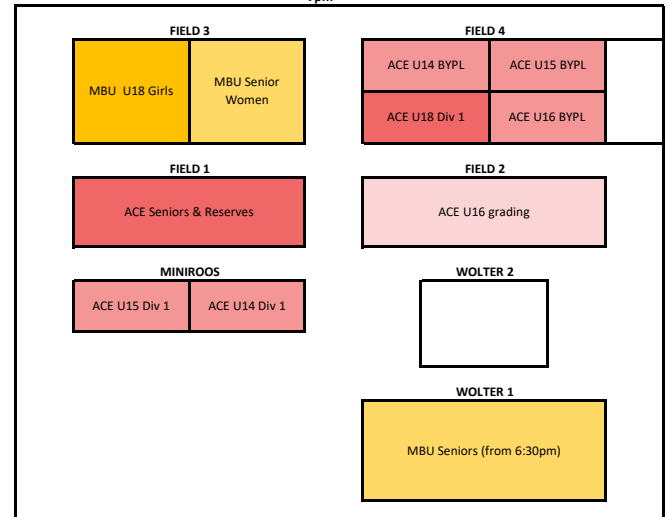 7pm
FIELD 3
FIELD 4
MBU  U18 Girls
MBU Senior
Women
ACE U14 BYPL
ACE U15 BYPL
ACE U18 Div 1
ACE U16 BYPL
FIELD 1
FIELD 2
ACE Seniors & Reserves
ACE U16 grading
MINIROOS
WOLTER 2
ACE U15 Div 1
ACE U14 Div 1
WOLTER 1
MBU Seniors (from 6:30pm)